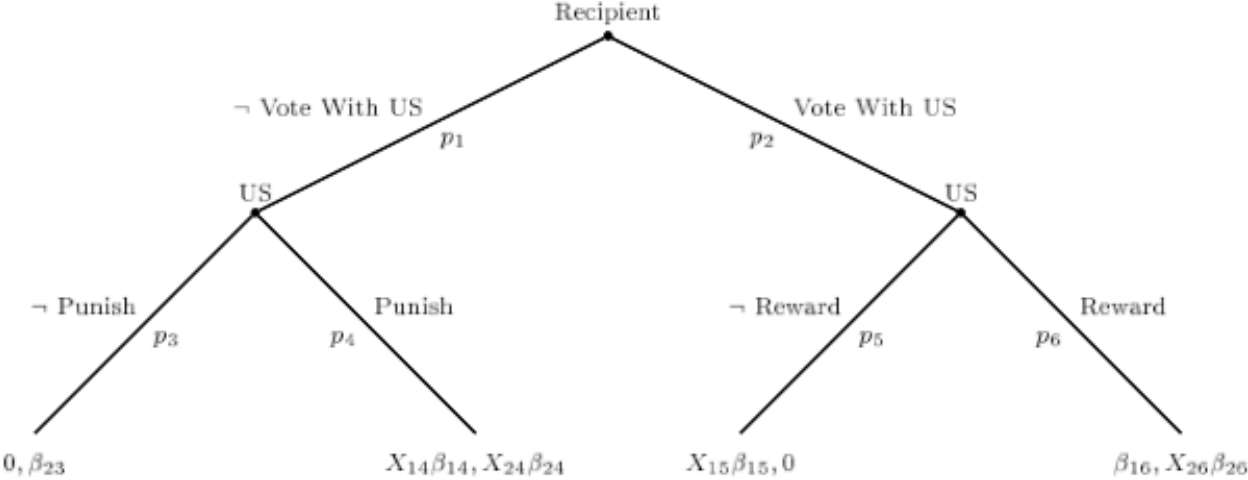 Recipient
¬ Vote With US
Vote With US
p₁
p₂
US
US
¬ Punish
Punish
¬ Reward
Reward
p₃
p₄
p₅
p₆
0, β₂₃
X₁₄β₁₄, X₂₄β₂₄
X₁₅β₁₅, 0
β₁₆, X₂₆β₂₆